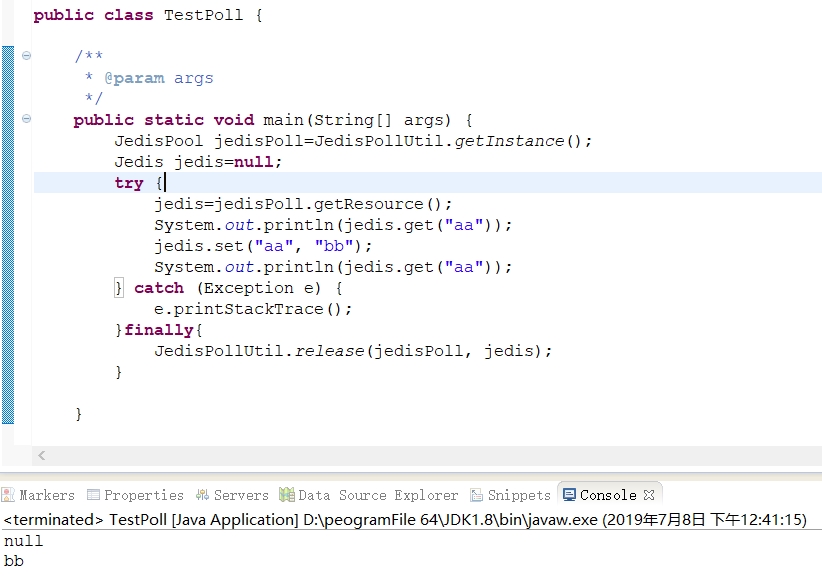 public class TestPoll {
/**
* @param args
*/
public static void main(String[] args) {
JedisPool jedisPoll=JedisPollUtil.getInstance();
Jedis jedis=null;
try {
jedis=jedisPoll.getResource();
System.out.println(jedis.get("aa"));
jedis.set("aa", "bb");
System.out.println(jedis.get("aa"));
} catch (Exception e) {
e.printStackTrace();
}finally{
JedisPollUtil.release(jedisPoll, jedis);
}
}
Markers Properties Servers Data Source Explorer Snippets Console
<terminated> TestPoll [Java Application] D:\peogramFile 64\JDK1.8\bin\javaw.exe (2019年7月8日 下午12:41:15)
null
bb